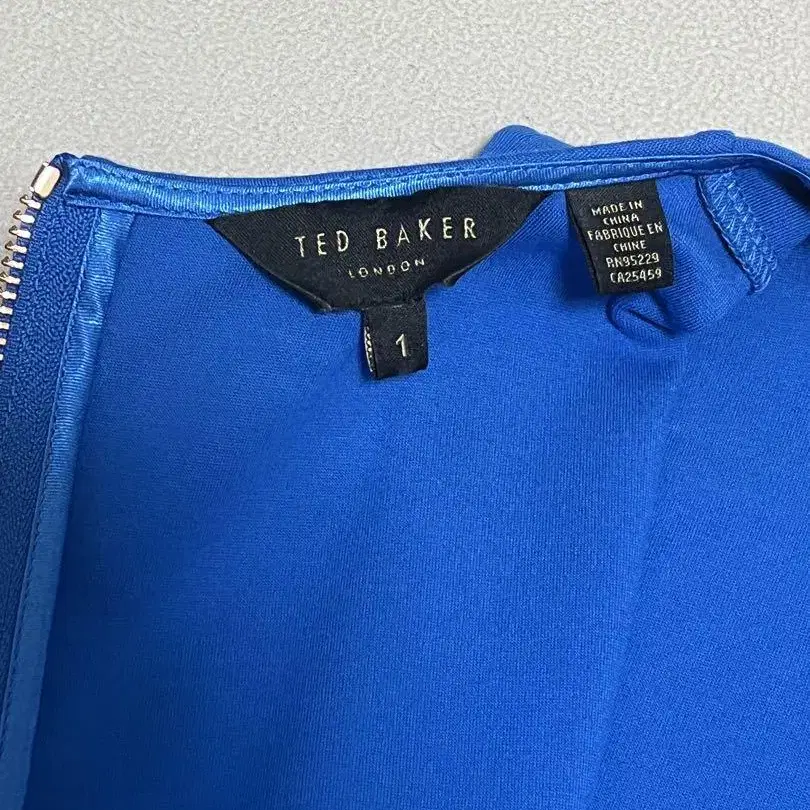 TED BAKER
LONDON
1
MADE IN
CHINA
FABRIQUE EN
CHINE
RN95229
CA25459